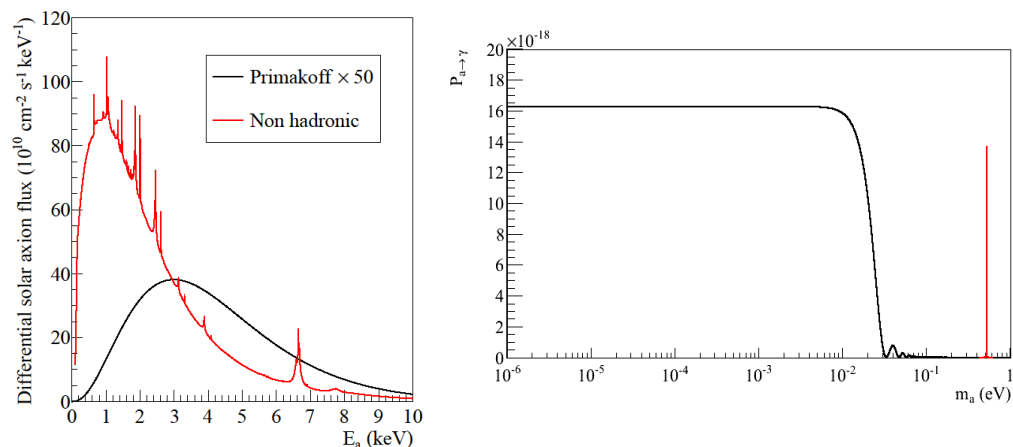 Differential solar axion flux (10¹⁰ cm⁻² s⁻¹ keV⁻¹)
120
100
80
60
40
20
0
0 1 2 3 4 5 6 7 8 9 10
Eₐ (keV)
Primakoff × 50
Non hadronic
Pₐ→γ
×10⁻¹⁸
20
18
16
14
12
10
8
6
4
2
0
10⁻⁶ 10⁻⁵ 10⁻⁴ 10⁻³ 10⁻² 10⁻¹ 1
mₐ (eV)